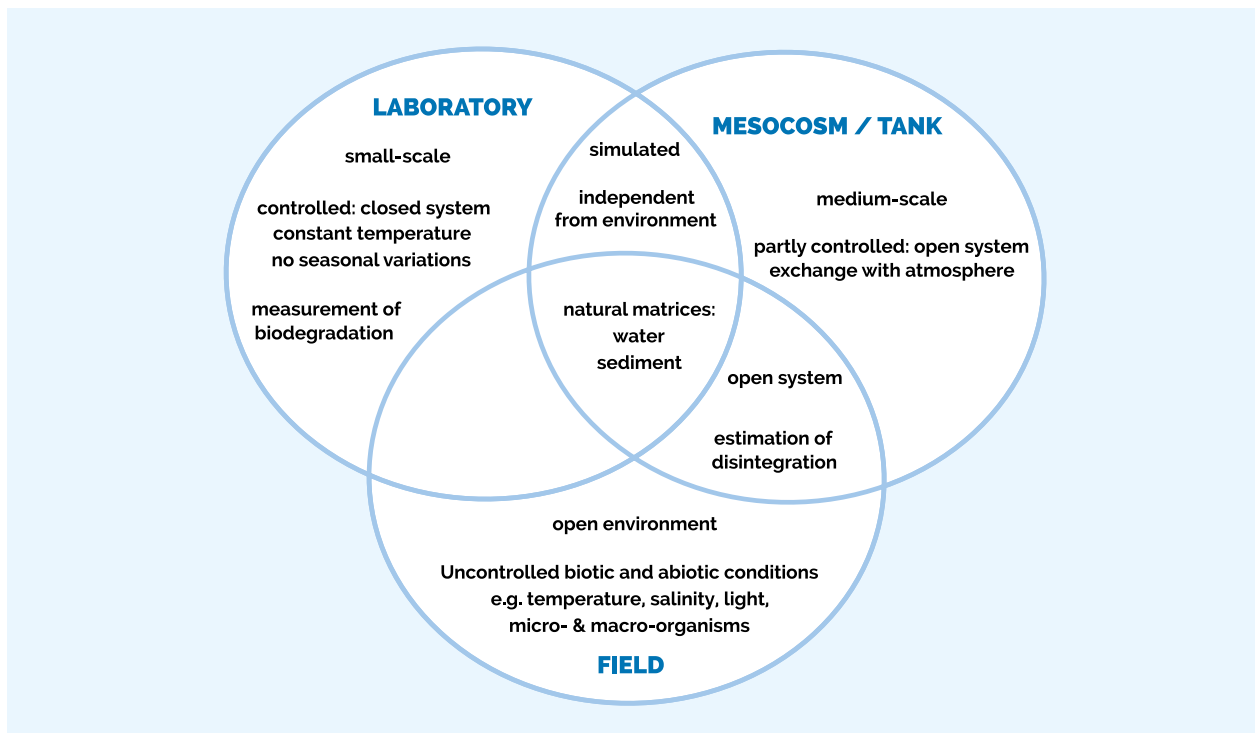 LABORATORY
small-scale
controlled: closed system
constant temperature
no seasonal variations
measurement of
biodegradation
simulated
independent
from environment
MESOCOSM / TANK
medium-scale
partly controlled: open system
exchange with atmosphere
natural matrices:
water
sediment
open system
estimation of
disintegration
open environment
Uncontrolled biotic and abiotic conditions
e.g. temperature, salinity, light,
micro- & macro-organisms
FIELD